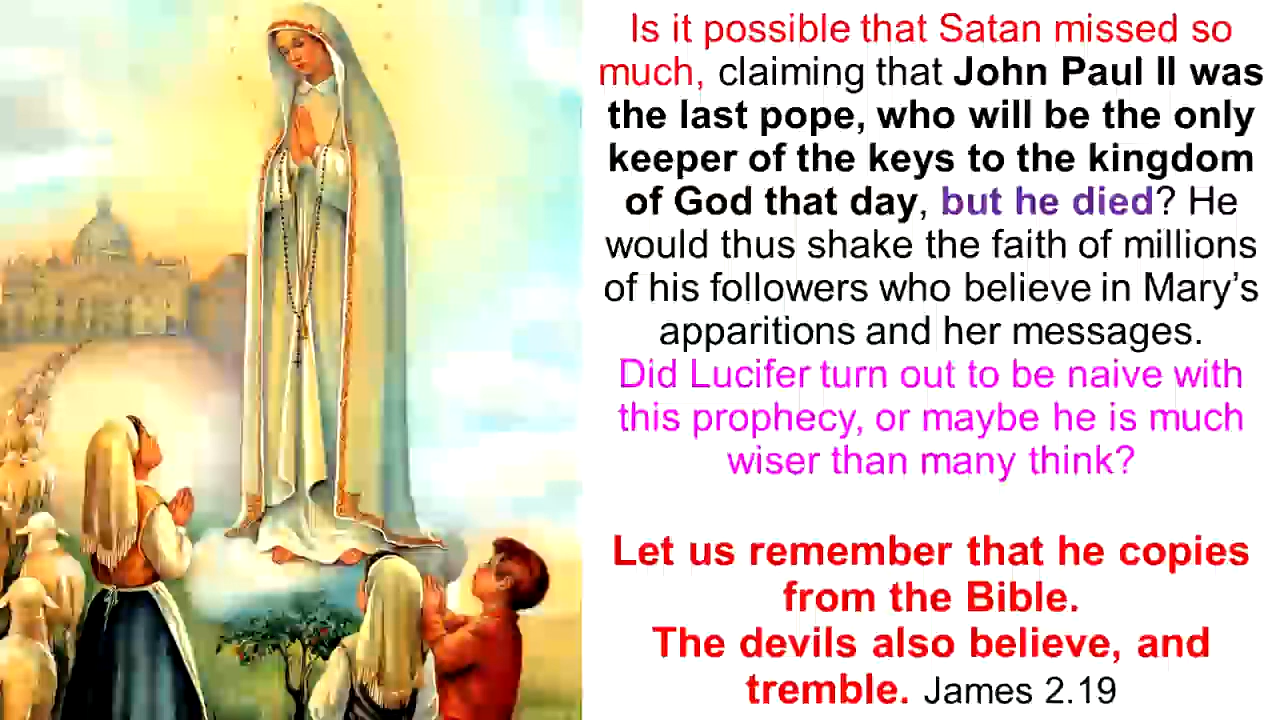 Is it possible that Satan missed so
much, claiming that John Paul II was
the last pope, who will be the only
keeper of the keys to the kingdom
of God that day, but he died? He
would thus shake the faith of millions
of his followers who believe in Mary’s
apparitions and her messages.
Did Lucifer turn out to be naive with
this prophecy, or maybe he is much
wiser than many think?
Let us remember that he copies
from the Bible.
The devils also believe, and
tremble. James 2.19